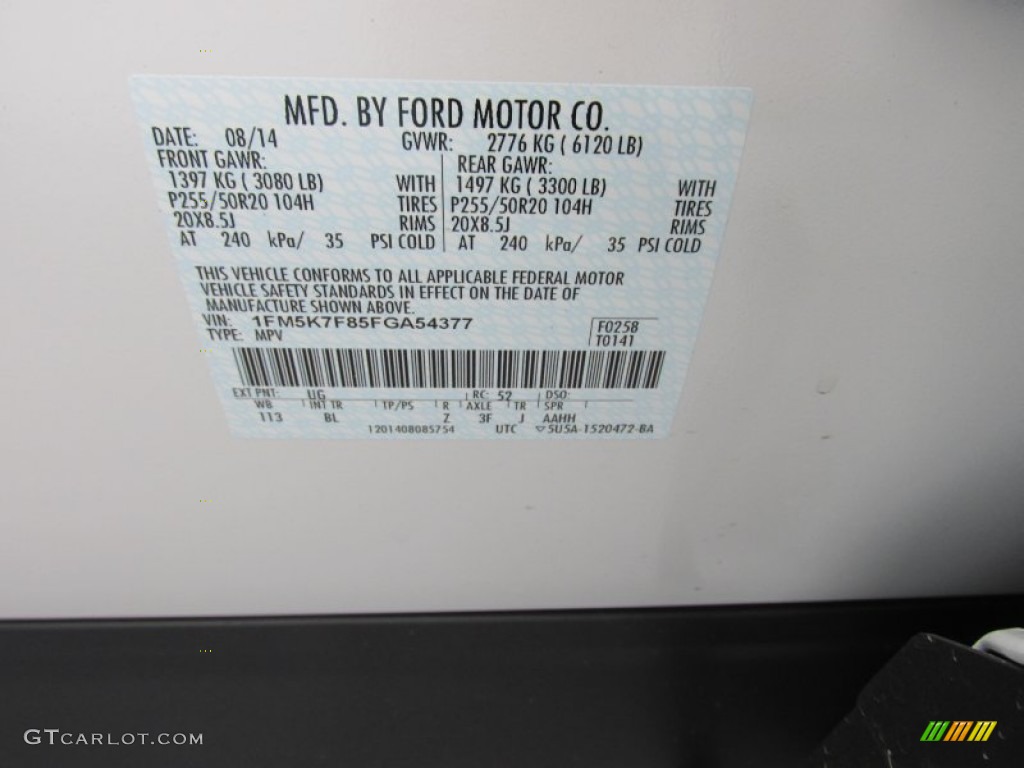 MFD. BY FORD MOTOR CO.
DATE: 08/14 GVWR: 2776 KG ( 6120 LB)
FRONT GAWR: REAR GAWR:
1397 KG ( 3080 LB) WITH 1497 KG ( 3300 LB) WITH
P255/50R20 104H TIRES P255/50R20 104H TIRES
20X8.5J RIMS 20X8.5J RIMS
AT 240 kPa/ 35 PSI COLD AT 240 kPa/ 35 PSI COLD
THIS VEHICLE CONFORMS TO ALL APPLICABLE FEDERAL MOTOR
VEHICLE SAFETY STANDARDS IN EFFECT ON THE DATE OF
MANUFACTURE SHOWN ABOVE.
VIN: 1FM5K7F85FGA54377 F0258
TYPE: MPV T0141
EXT PNT: UG RC: 52 DSO:
WB INT TR TP/PS R AXLE TR SPR
113 BL Z 3F J AAHH
1201408085754 UTC ▽5U5A-1520472-BA
GTcarlot.com